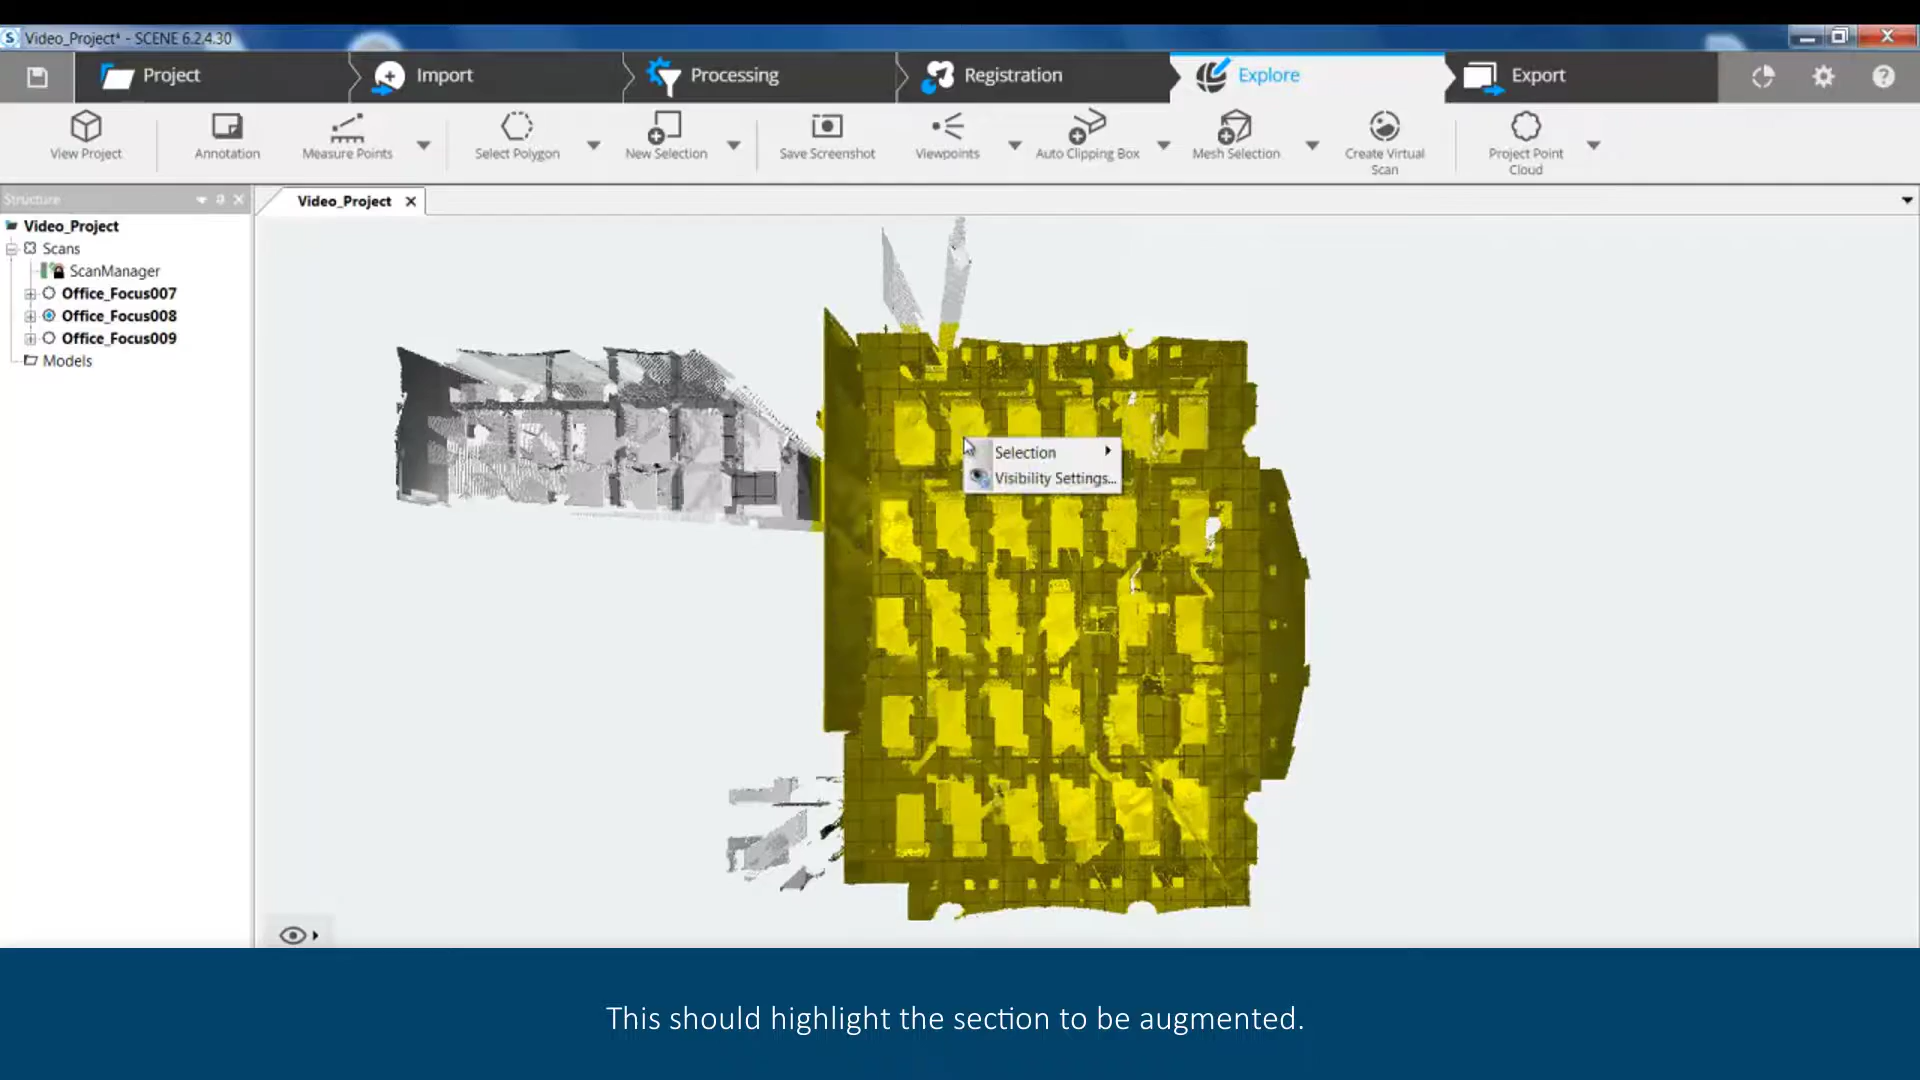 Video_Project* - SCENE 6.2.4.30
Project
Import
Processing
Registration
Explore
Export
View Project
Annotation
Measure Points
Select Polygon
New Selection
Save Screenshot
Viewpoints
Auto Clipping Box
Mesh Selection
Create Virtual
Scan
Project Point
Cloud
Structure
Video_Project
Video_Project
Scans
ScanManager
Office_Focus007
Office_Focus008
Office_Focus009
Models
Selection
Visibility Settings...
This should highlight the section to be augmented.